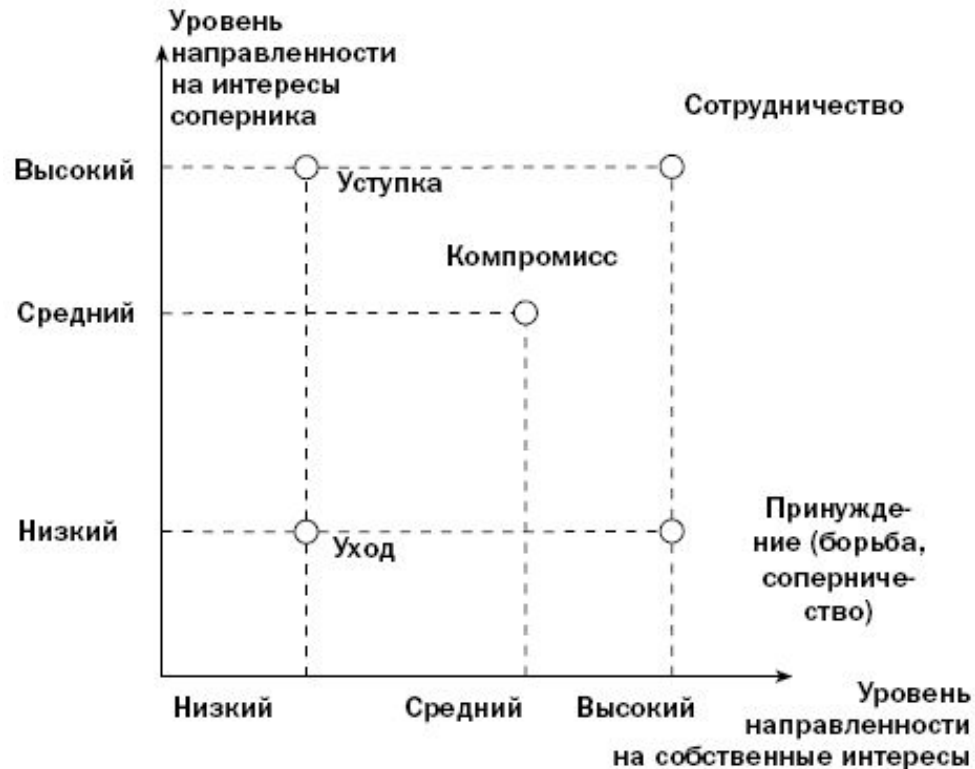 Уровень
направленности
на интересы
соперника
Сотрудничество
Высокий
Уступка
Компромисс
Средний
Принужде-
ние (борьба,
соперниче-
ство)
Низкий
Уход
Низкий
Средний
Высокий
Уровень
направленности
на собственные интересы